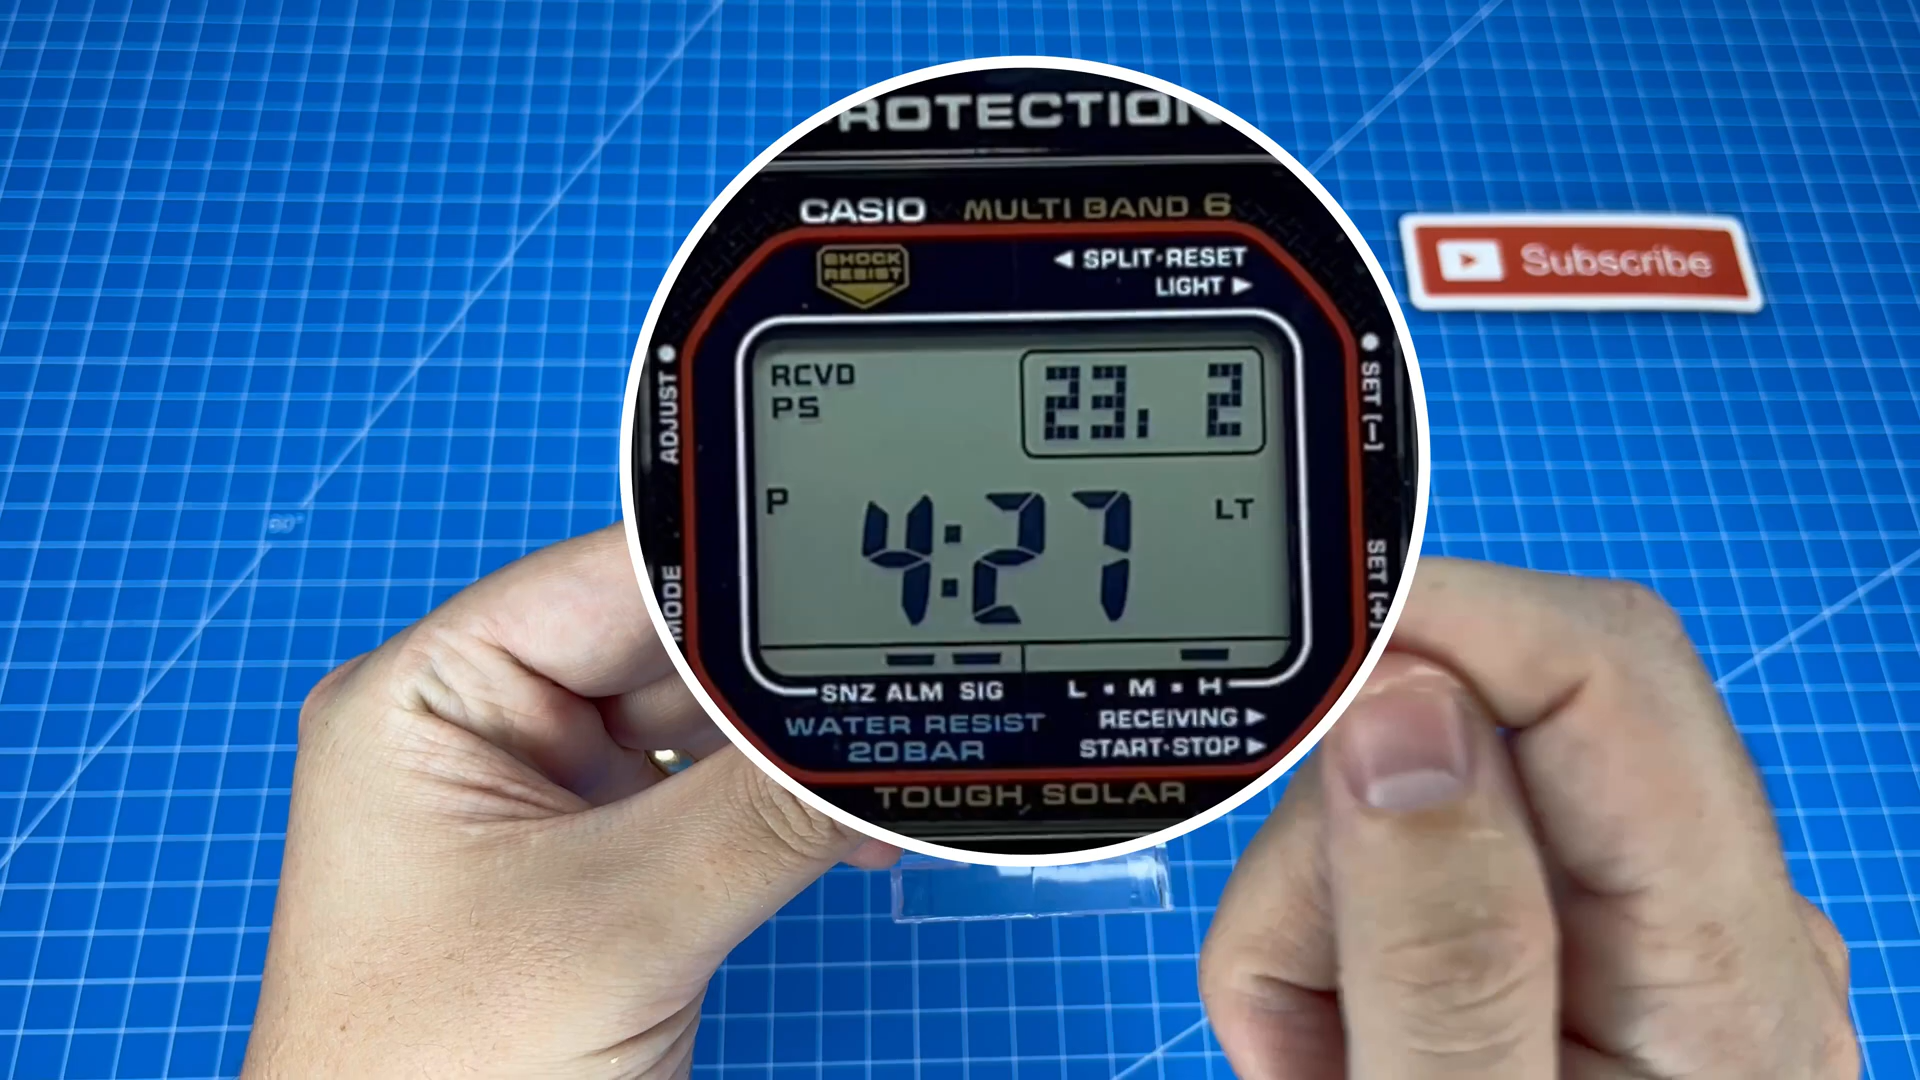 ROTECTION
CASIO MULTI BAND 6
SHOCK
RESIST
◄ SPLIT·RESET
LIGHT ►
ADJUST
SET (−)
RCVD
PS
23. 2
P
4:27
LT
MODE
SET (+)
SNZ ALM SIG
L ▪ M ▪ H
WATER RESIST
20BAR
RECEIVING ►
START·STOP ►
TOUGH SOLAR
Subscribe
60°